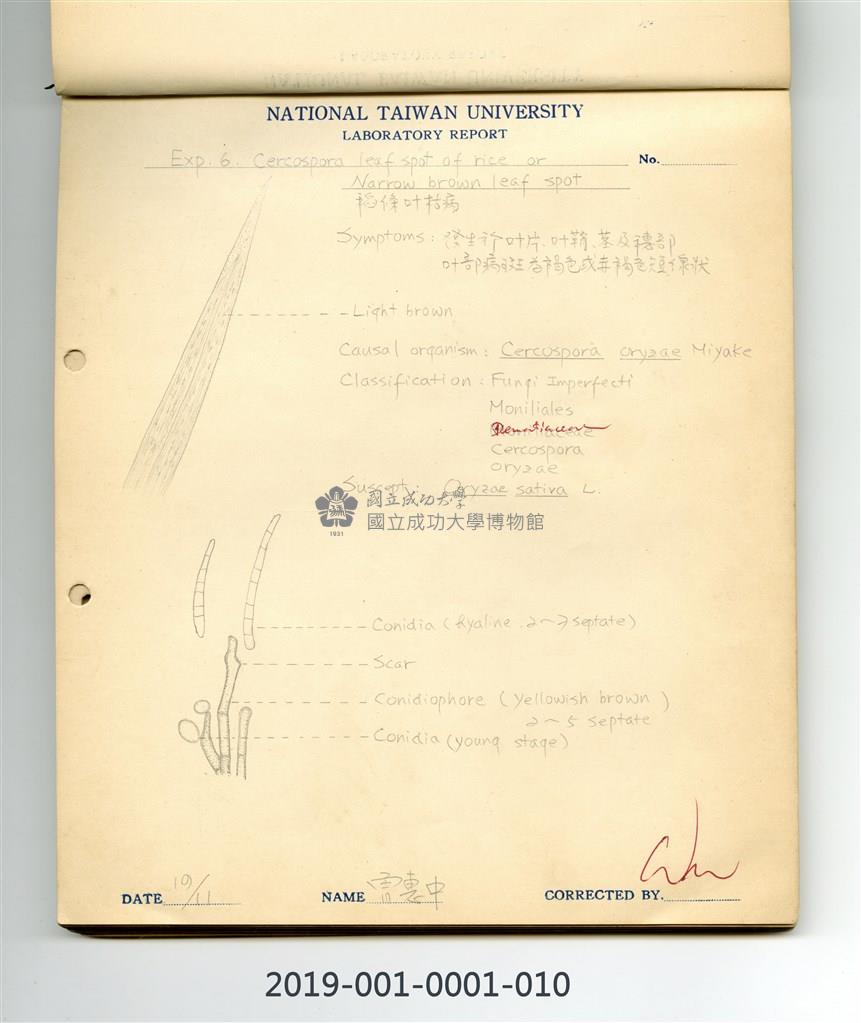 NATIONAL TAIWAN UNIVERSITY
LABORATORY REPORT
Exp. 6. Cercospora leaf spot of rice or No.
Narrow brown leaf spot
稻條叶枯病
Symptoms: 發生於叶片、叶鞘、莖及穗部
叶部病斑為褐色或赤褐色短線狀
Light brown
Causal organism: Cercospora oryzae Miyake
Classification: Fungi Imperfecti
Moniliales
Dematiaceae
Cercospora
oryzae
Suscept: Oryzae sativa L.
國立成功大學
國立成功大學博物館
1931
Conidia (Hyaline. 2~7 septate)
Scar
Conidiophore (Yellowish brown)
2~5 septate
Conidia (young stage)
DATE 19/11 NAME 惠中 CORRECTED BY.
2019-001-0001-010